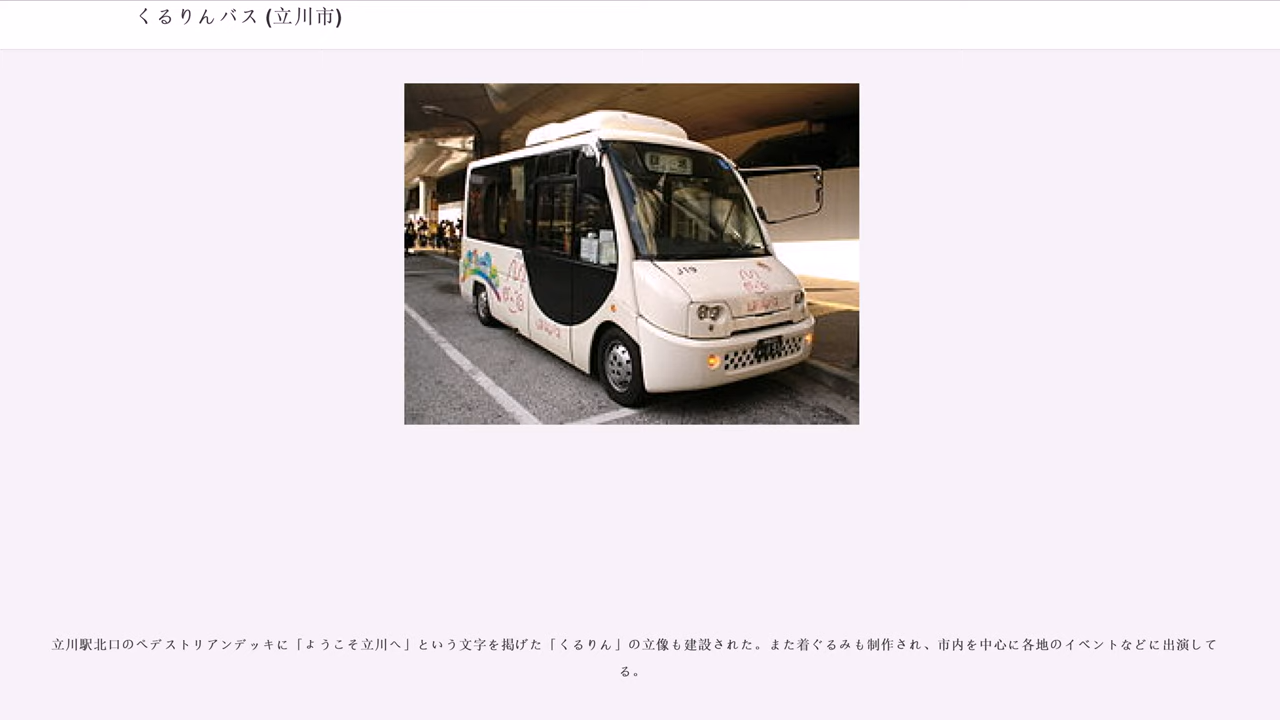 くるりんバス (立川市)
J19
立川駅北口のペデストリアンデッキに「ようこそ立川へ」という文字を掲げた「くるりん」の立像も建設された。また着ぐるみも制作され、市内を中心に各地のイベントなどに出演して
る。